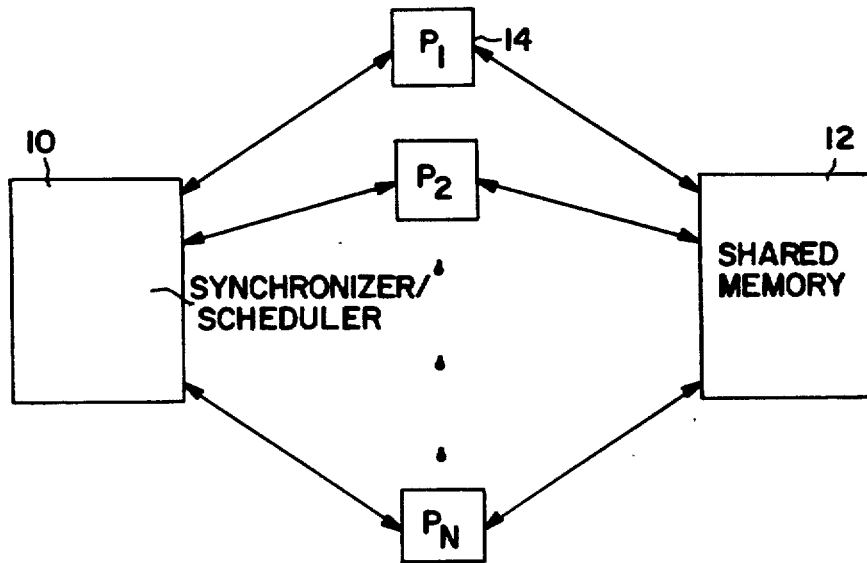 P1
14
10
P2
12
SHARED
MEMORY
SYNCHRONIZER/
SCHEDULER
PN